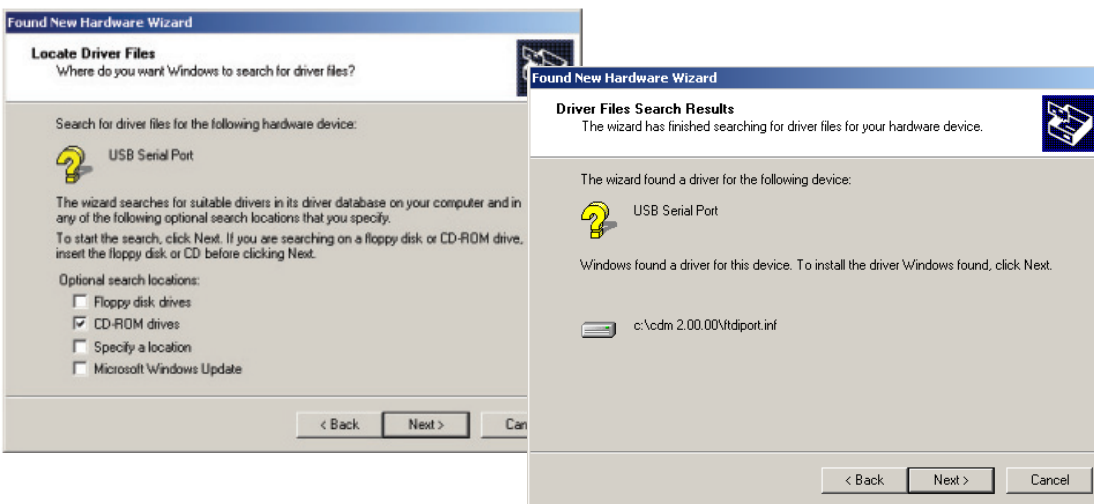 Found New Hardware Wizard
Locate Driver Files
Where do you want Windows to search for driver files?
Search for driver files for the following hardware device:
USB Serial Port
The wizard searches for suitable drivers in its driver database on your computer and in
any of the following optional search locations that you specify.
To start the search, click Next. If you are searching on a floppy disk or CD-ROM drive,
insert the floppy disk or CD before clicking Next.
Optional search locations:
Floppy disk drives
CD-ROM drives
Specify a location
Microsoft Windows Update
< Back
Next >
Found New Hardware Wizard
Driver Files Search Results
The wizard has finished searching for driver files for your hardware device.
The wizard found a driver for the following device:
USB Serial Port
Windows found a driver for this device. To install the driver Windows found, click Next.
c:\cdm 2.00.00\ftdiport.inf
< Back
Next >
Cancel